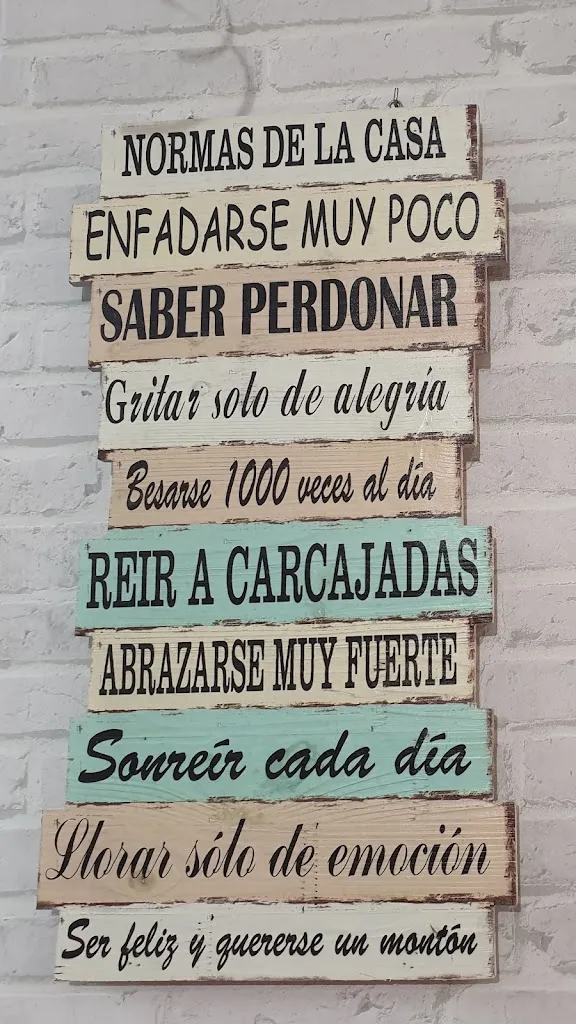 NORMAS DE LA CASA
ENFADARSE MUY POCO
SABER PERDONAR
Gritar solo de alegría
Besarse 1000 veces al día
REIR A CARCAJADAS
ABRAZARSE MUY FUERTE
Sonreír cada día
Llorar sólo de emoción
Ser feliz y quererse un montón